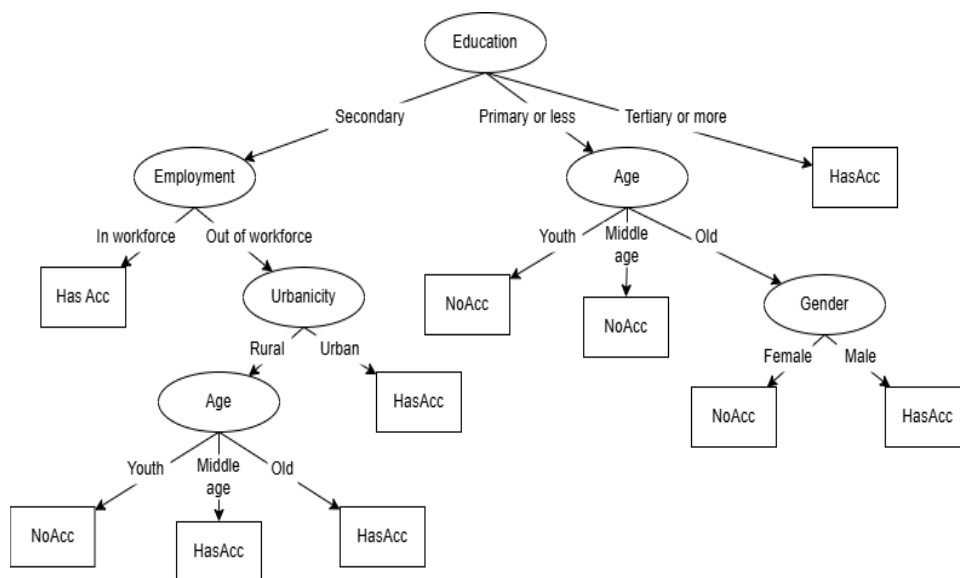 Education
Secondary
Primary or less
Tertiary or more
Employment
Age
HasAcc
In workforce
Out of workforce
Youth
Middle
age
Old
Has Acc
Urbanicity
NoAcc
NoAcc
Gender
Rural
Urban
Female
Male
Age
HasAcc
NoAcc
HasAcc
Youth
Middle
age
Old
NoAcc
HasAcc
HasAcc